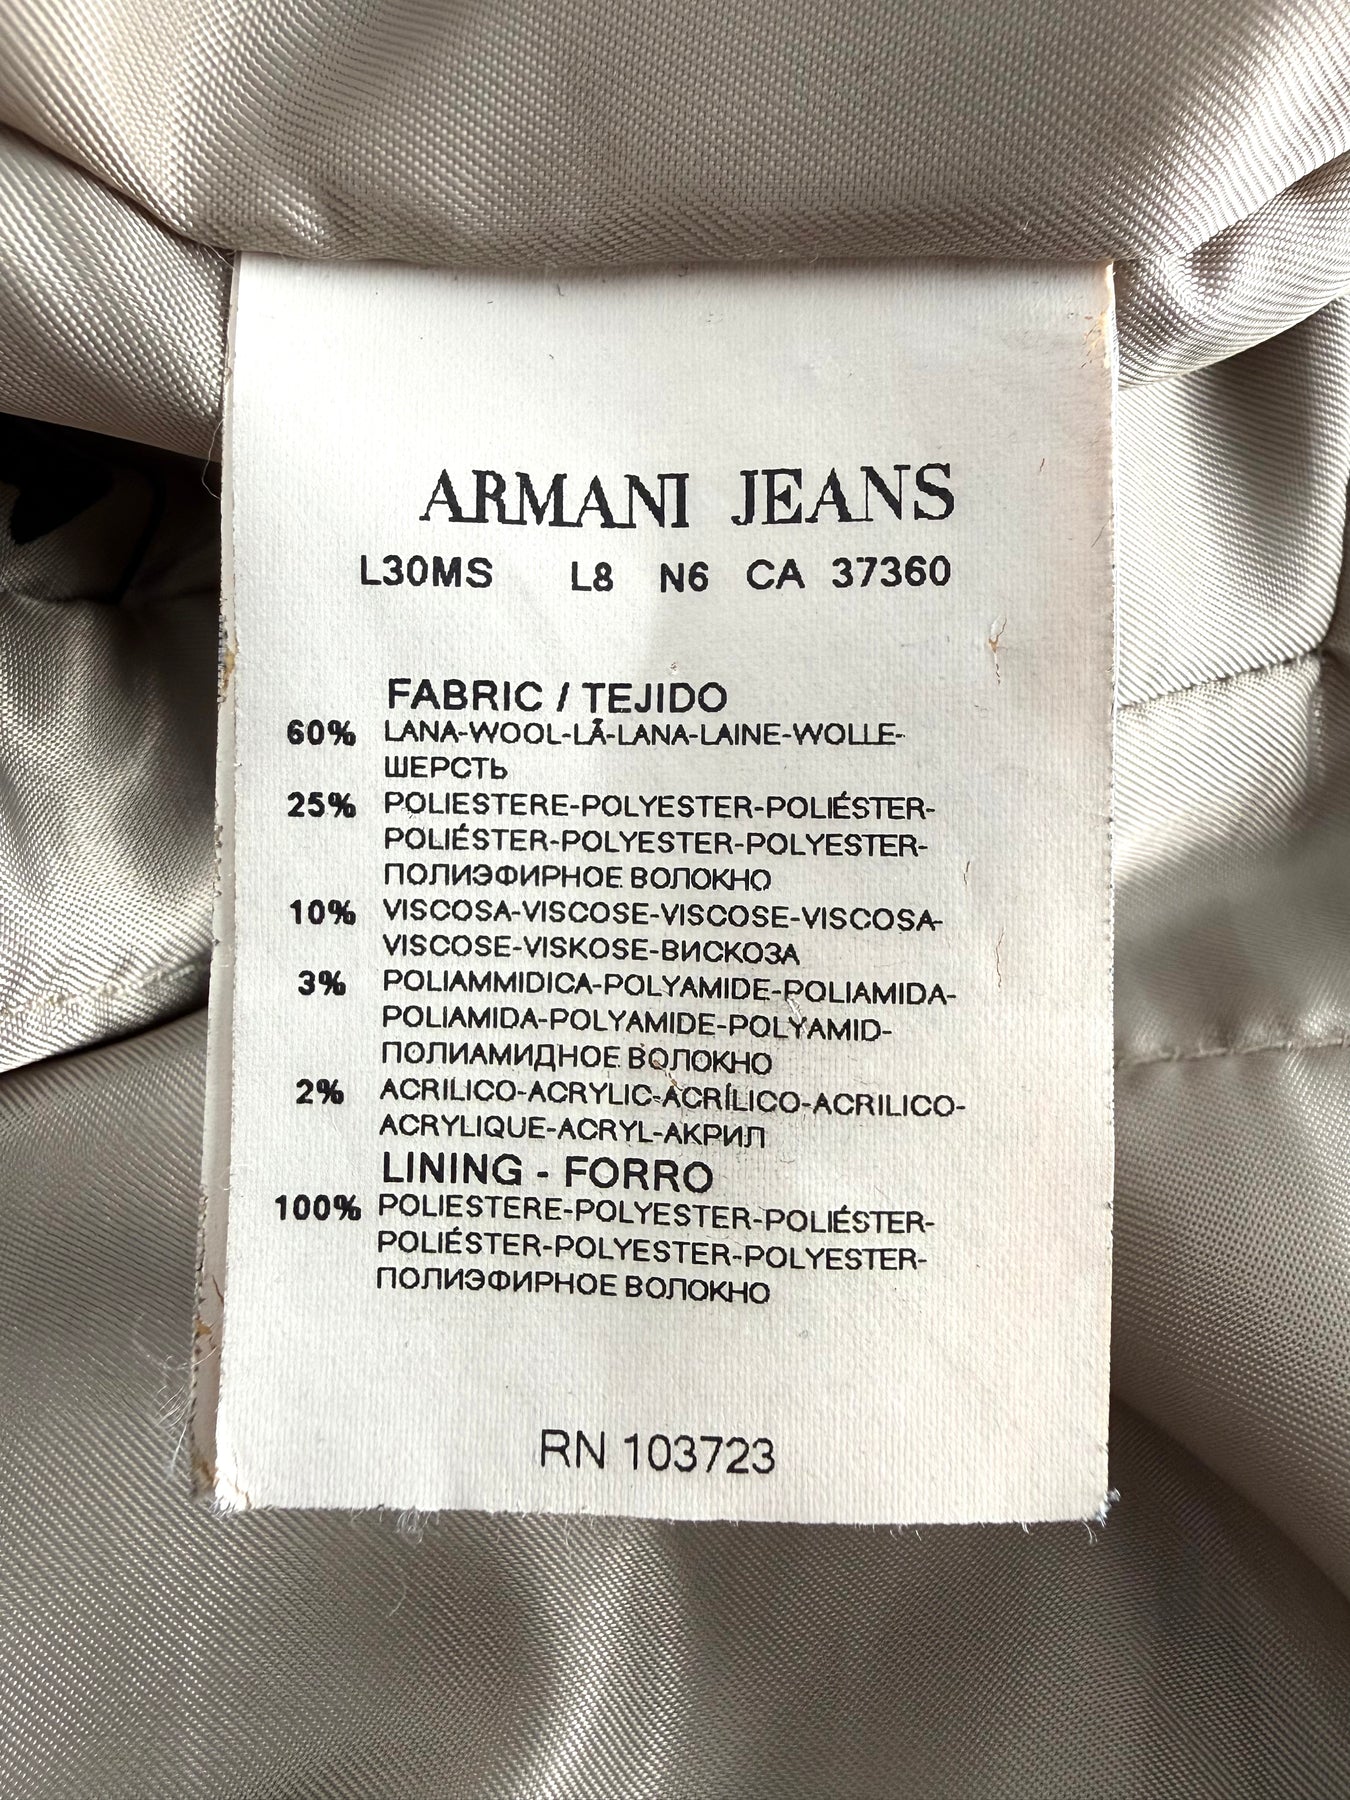 ARMANI JEANS
L30MS L8 N6 CA 37360
FABRIC / TEJIDO
60% LANA-WOOL-LÃ-LANA-LAINE-WOLLE-
ШЕРСТЬ
25% POLIESTERE-POLYESTER-POLIÉSTER-
POLIÉSTER-POLYESTER-POLYESTER-
ПОЛИЭФИРНОЕ ВОЛОКНО
10% VISCOSA-VISCOSE-VISCOSE-VISCOSA-
VISCOSE-VISKOSE-ВИСКОЗА
3% POLIAMMIDICA-POLYAMIDE-POLIAMIDA-
POLIAMIDA-POLYAMIDE-POLYAMID-
ПОЛИАМИДНОЕ ВОЛОКНО
2% ACRILICO-ACRYLIC-ACRÍLICO-ACRILICO-
ACRYLIQUE-ACRYL-АКРИЛ
LINING - FORRO
100% POLIESTERE-POLYESTER-POLIÉSTER-
POLIÉSTER-POLYESTER-POLYESTER-
ПОЛИЭФИРНОЕ ВОЛОКНО
RN 103723